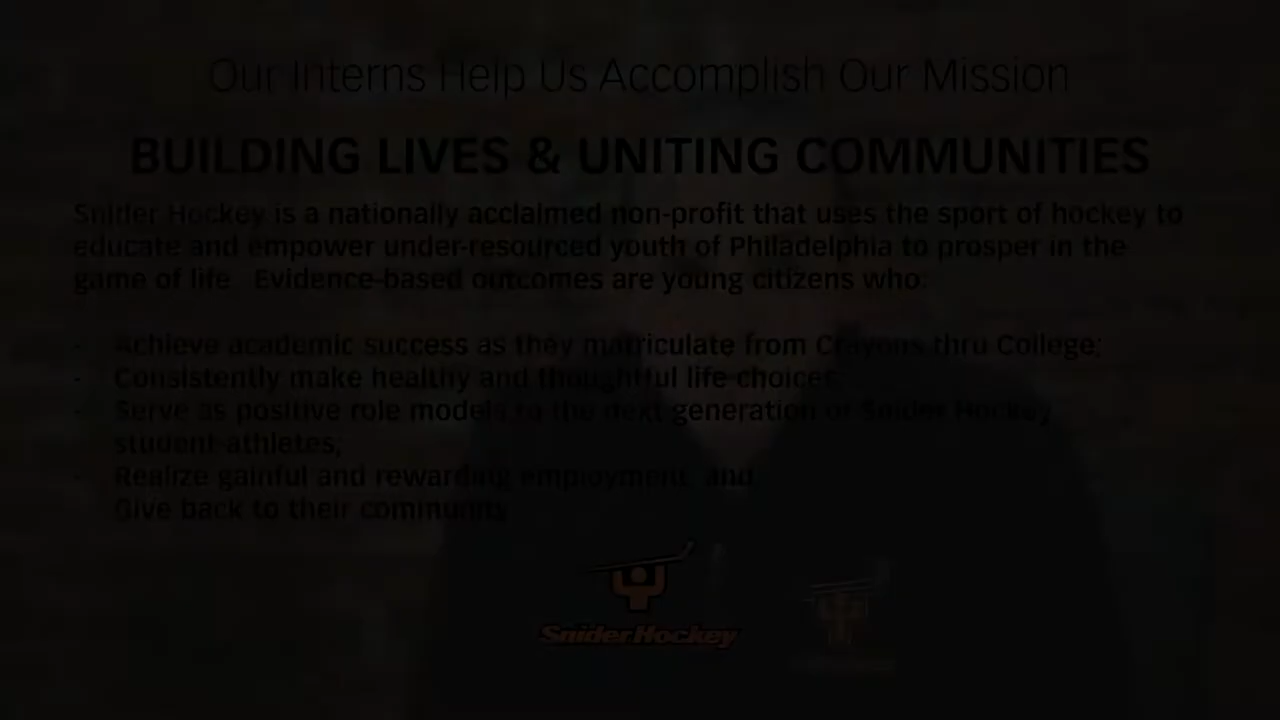 Our Interns Help Us Accomplish Our Mission
BUILDING LIVES & UNITING COMMUNITIES
Snider Hockey is a nationally acclaimed non-profit that uses the sport of hockey to
educate and empower under-resourced youth of Philadelphia to prosper in the
game of life. Evidence-based outcomes are young citizens who:
- Achieve academic success as they matriculate from Crayons thru College;
- Consistently make healthy and thoughtful life choices;
- Serve as positive role models to the next generation of Snider Hockey
student-athletes;
- Realize gainful and rewarding employment; and,
Give back to their community
Snider Hockey